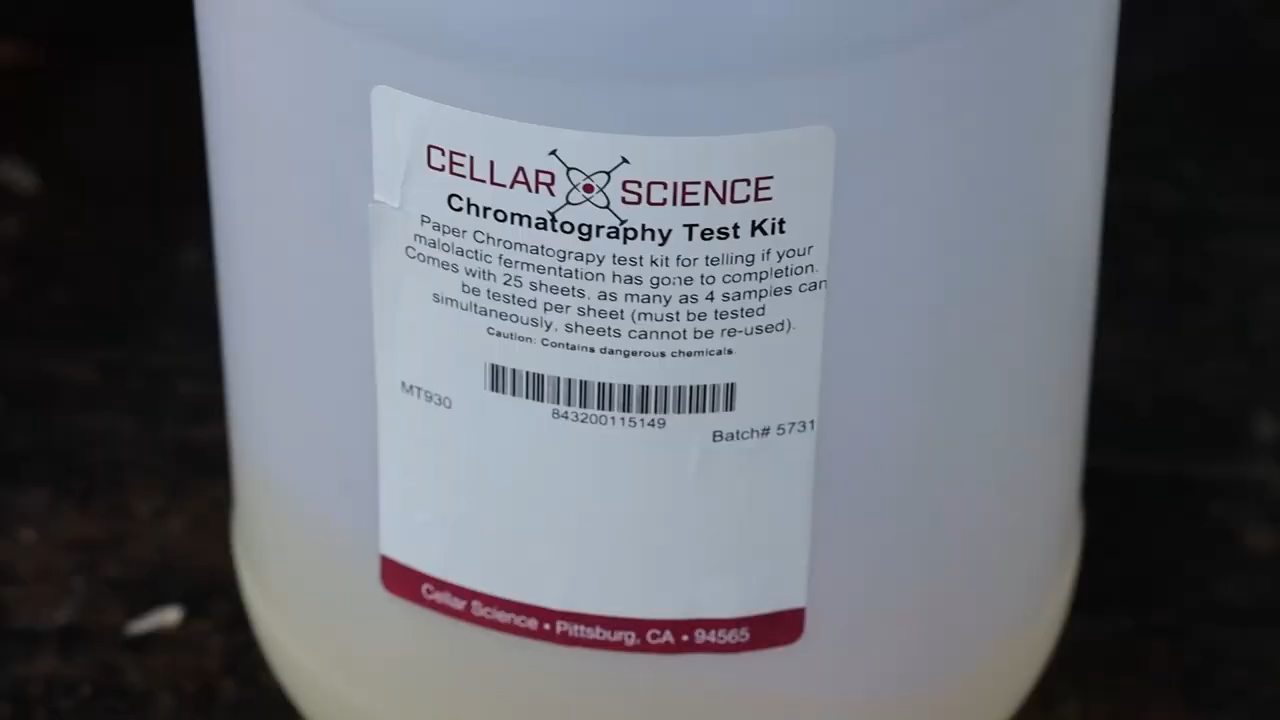 CELLAR SCIENCE
Chromatography Test Kit
Paper Chromatograpy test kit for telling if your
malolactic fermentation has gone to completion.
Comes with 25 sheets, as many as 4 samples can
be tested per sheet (must be tested
simultaneously, sheets cannot be re-used).
Caution: Contains dangerous chemicals.
MT930
843200115149
Batch# 5731
Cellar Science • Pittsburg, CA • 94565